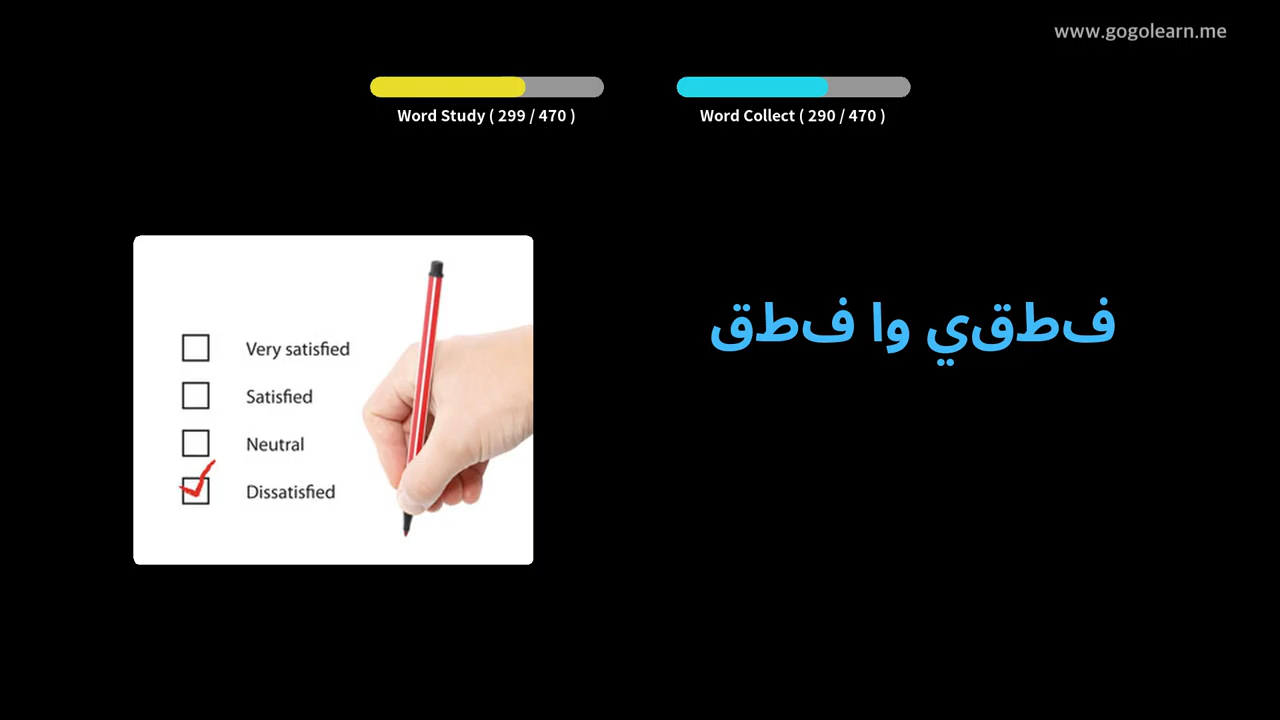 www.gogolearn.me
Word Study ( 299 / 470 )
Word Collect ( 290 / 470 )
Very satisfied
Satisfied
Neutral
Dissatisfied
فطقي وا فطق